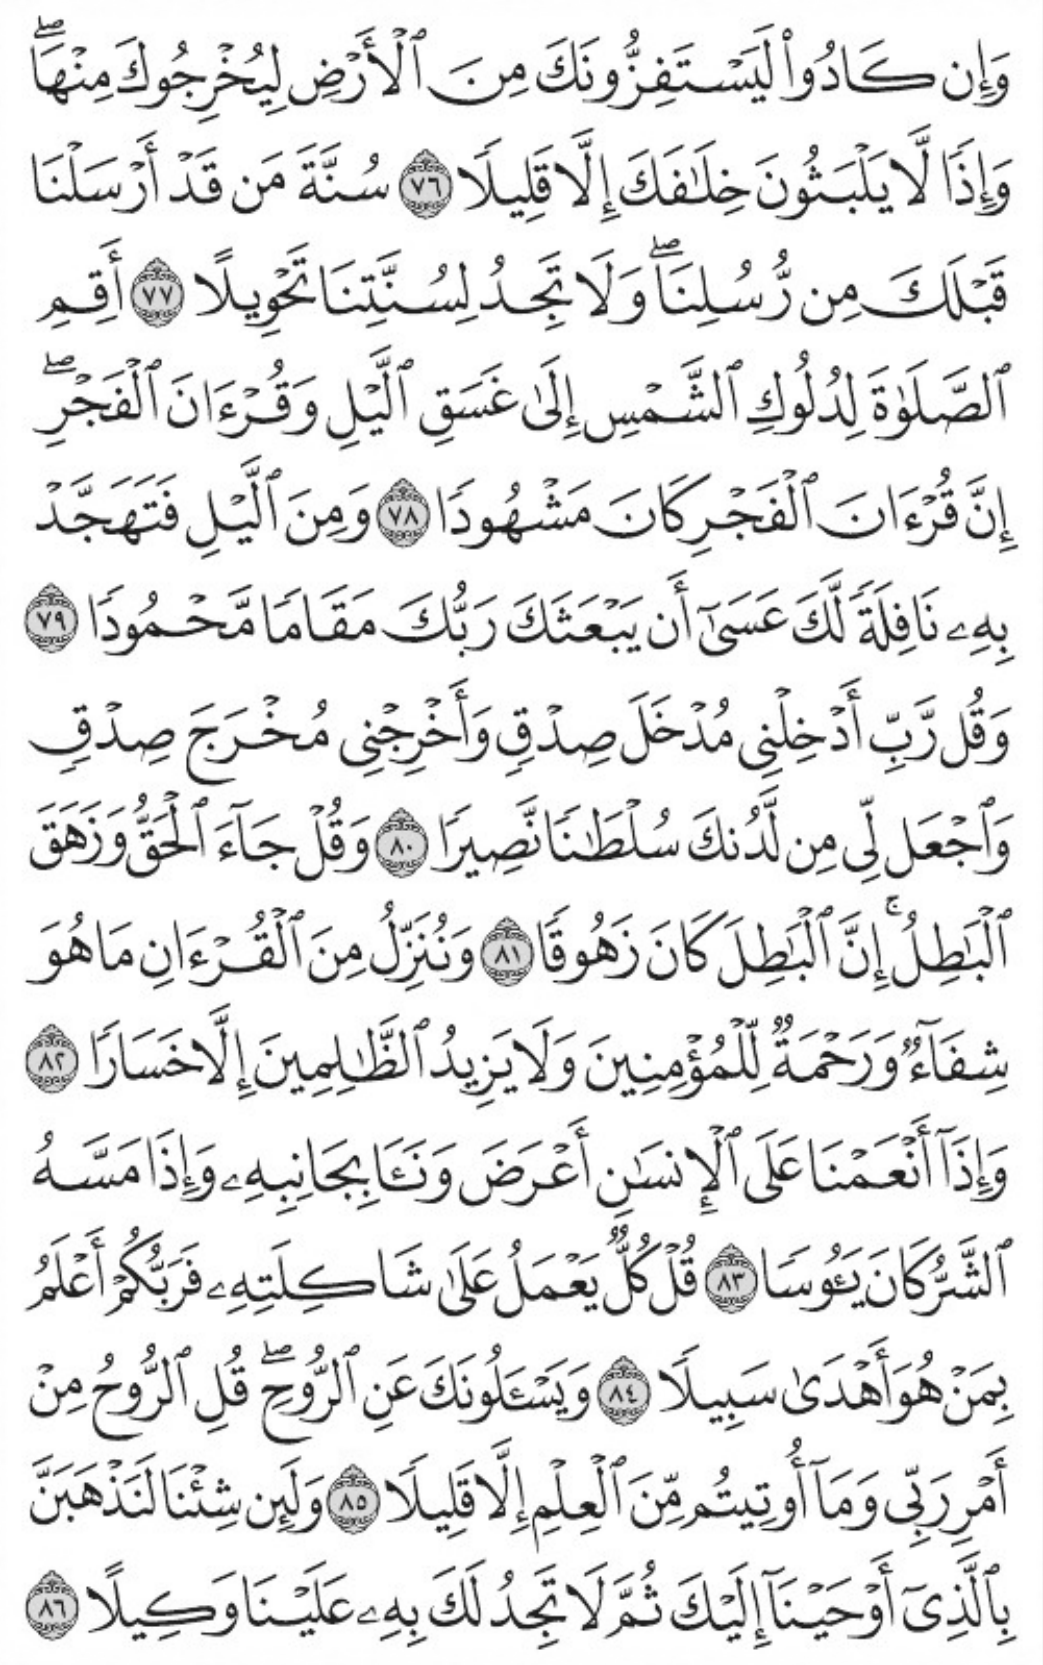 وَإِن كَادُوا۟ لَيَسْتَفِزُّونَكَ مِنَ ٱلْأَرْضِ لِيُخْرِجُوكَ مِنْهَا ۖ
وَإِذًا لَّا يَلْبَثُونَ خِلَـٰفَكَ إِلَّا قَلِيلًا ٧٦ سُنَّةَ مَن قَدْ أَرْسَلْنَا
قَبْلَكَ مِن رُّسُلِنَا ۖ وَلَا تَجِدُ لِسُنَّتِنَا تَحْوِيلًا ٧٧ أَقِمِ
ٱلصَّلَوٰةَ لِدُلُوكِ ٱلشَّمْسِ إِلَىٰ غَسَقِ ٱلَّيْلِ وَقُرْءَانَ ٱلْفَجْرِ ۖ
إِنَّ قُرْءَانَ ٱلْفَجْرِ كَانَ مَشْهُودًا ٧٨ وَمِنَ ٱلَّيْلِ فَتَهَجَّدْ
بِهِۦ نَافِلَةً لَّكَ عَسَىٰٓ أَن يَبْعَثَكَ رَبُّكَ مَقَامًا مَّحْمُودًا ٧٩
وَقُل رَّبِّ أَدْخِلْنِى مُدْخَلَ صِدْقٍ وَأَخْرِجْنِى مُخْرَجَ صِدْقٍ
وَٱجْعَل لِّى مِن لَّدُنكَ سُلْطَـٰنًا نَّصِيرًا ٨٠ وَقُلْ جَآءَ ٱلْحَقُّ وَزَهَقَ
ٱلْبَـٰطِلُ ۚ إِنَّ ٱلْبَـٰطِلَ كَانَ زَهُوقًا ٨١ وَنُنَزِّلُ مِنَ ٱلْقُرْءَانِ مَا هُوَ
شِفَآءٌ وَرَحْمَةٌ لِّلْمُؤْمِنِينَ وَلَا يَزِيدُ ٱلظَّـٰلِمِينَ إِلَّا خَسَارًا ٨٢
وَإِذَآ أَنْعَمْنَا عَلَى ٱلْإِنسَـٰنِ أَعْرَضَ وَنَـَٔا بِجَانِبِهِۦ وَإِذَا مَسَّهُ
ٱلشَّرُّ كَانَ يَـُٔوسًا ٨٣ قُلْ كُلٌّ يَعْمَلُ عَلَىٰ شَاكِلَتِهِۦ فَرَبُّكُمْ أَعْلَمُ
بِمَنْ هُوَ أَهْدَىٰ سَبِيلًا ٨٤ وَيَسْـَٔلُونَكَ عَنِ ٱلرُّوحِ ۖ قُلِ ٱلرُّوحُ مِنْ
أَمْرِ رَبِّى وَمَآ أُوتِيتُم مِّنَ ٱلْعِلْمِ إِلَّا قَلِيلًا ٨٥ وَلَئِن شِئْنَا لَنَذْهَبَنَّ
بِٱلَّذِىٓ أَوْحَيْنَآ إِلَيْكَ ثُمَّ لَا تَجِدُ لَكَ بِهِۦ عَلَيْنَا وَكِيلًا ٨٦